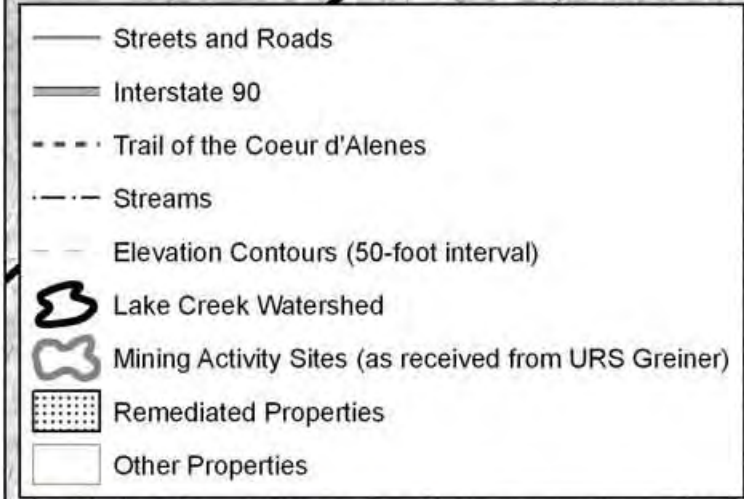 Streets and Roads
Interstate 90
Trail of the Coeur d'Alenes
Streams
Elevation Contours (50-foot interval)
Lake Creek Watershed
Mining Activity Sites (as received from URS Greiner)
Remediated Properties
Other Properties